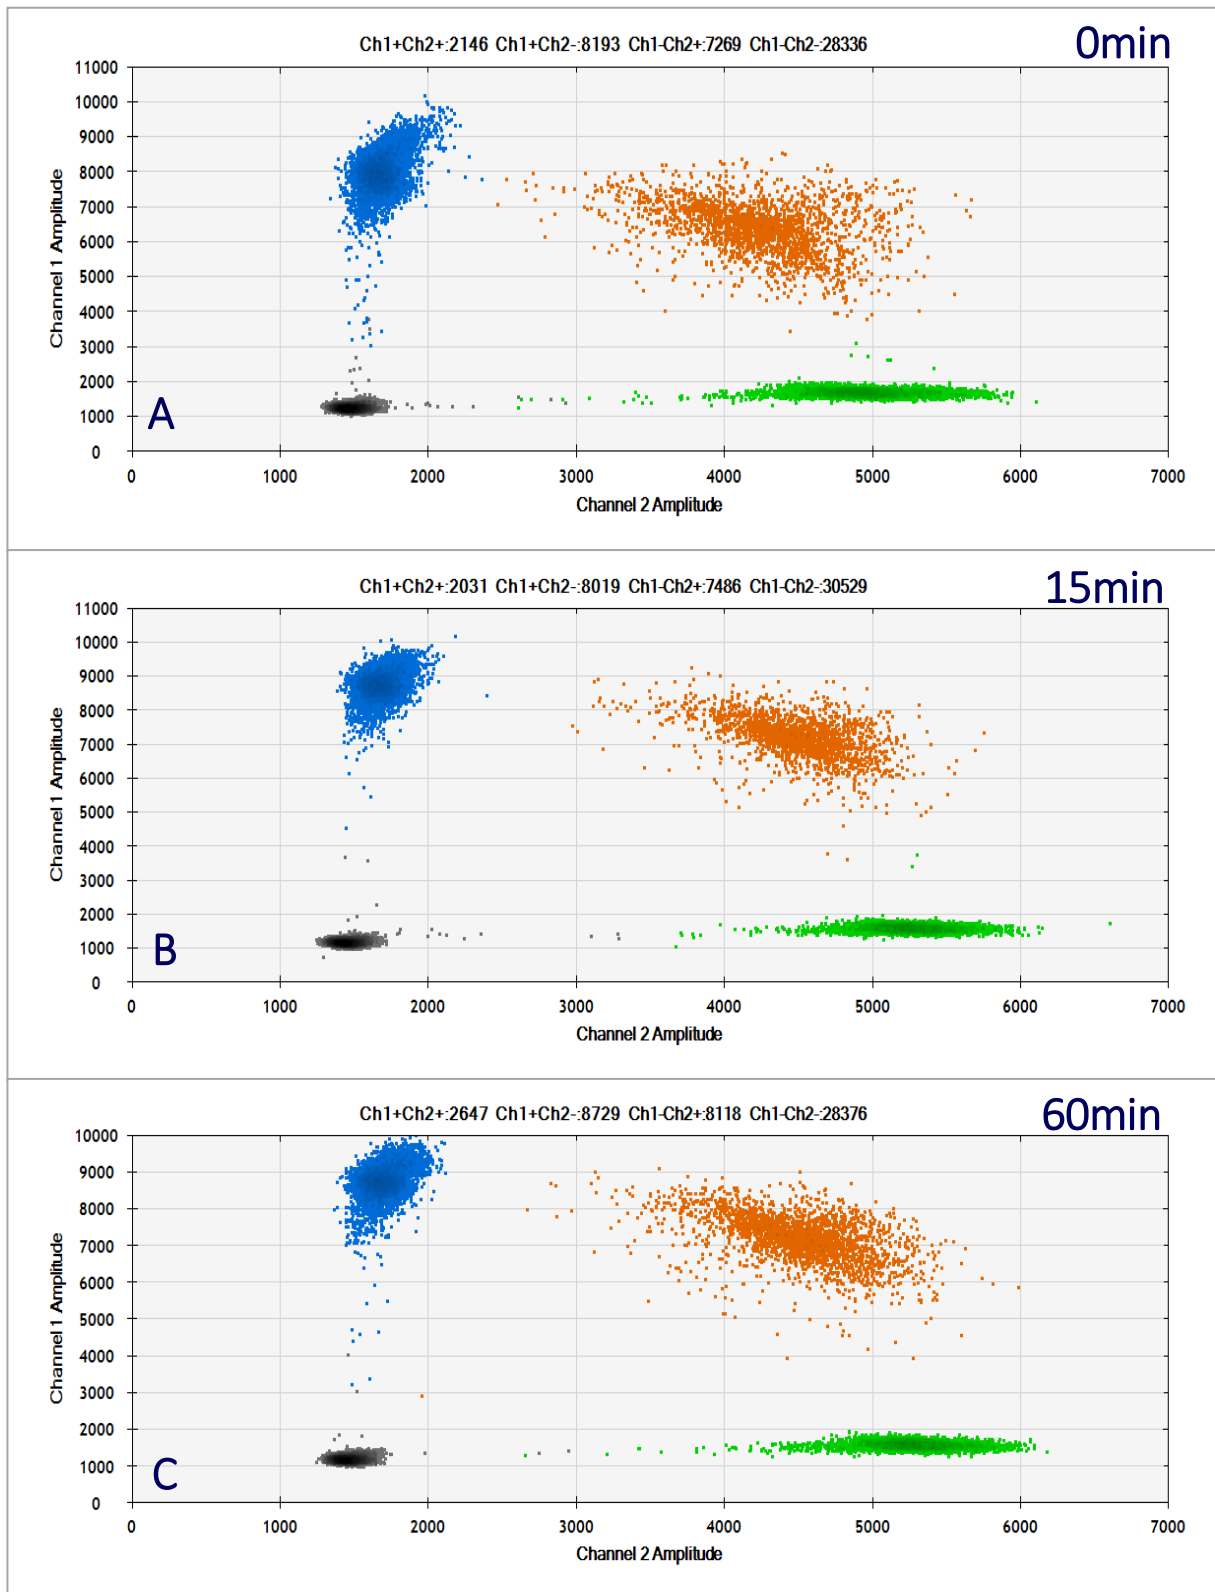 Ch1+Ch2+:2146 Ch1+Ch2-:8193 Ch1-Ch2+:7269 Ch1-Ch2-:28336
0min
11000
10000
9000
8000
7000
6000
5000
4000
3000
2000
1000
0
Channel 1 Amplitude
A
0 1000 2000 3000 4000 5000 6000 7000
Channel 2 Amplitude
Ch1+Ch2+:2031 Ch1+Ch2-:8019 Ch1-Ch2+:7486 Ch1-Ch2-:30529
15min
11000
10000
9000
8000
7000
6000
5000
4000
3000
2000
1000
0
Channel 1 Amplitude
B
0 1000 2000 3000 4000 5000 6000 7000
Channel 2 Amplitude
Ch1+Ch2+:2647 Ch1+Ch2-:8729 Ch1-Ch2+:8118 Ch1-Ch2-:28376
60min
10000
9000
8000
7000
6000
5000
4000
3000
2000
1000
0
Channel 1 Amplitude
C
0 1000 2000 3000 4000 5000 6000 7000
Channel 2 Amplitude